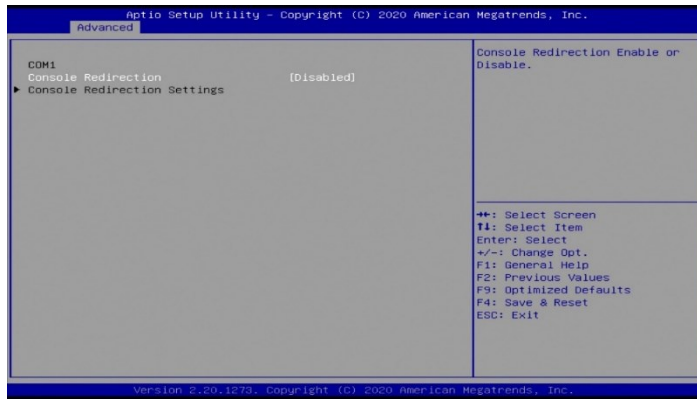 Aptio Setup Utility – Copyright (C) 2020 American Megatrends, Inc.
Advanced
COM1
Console Redirection [Disabled]
► Console Redirection Settings
Console Redirection Enable or
Disable.
→←: Select Screen
↑↓: Select Item
Enter: Select
+/-: Change Opt.
F1: General Help
F2: Previous Values
F9: Optimized Defaults
F4: Save & Reset
ESC: Exit
Version 2.20.1273. Copyright (C) 2020 American Megatrends, Inc.